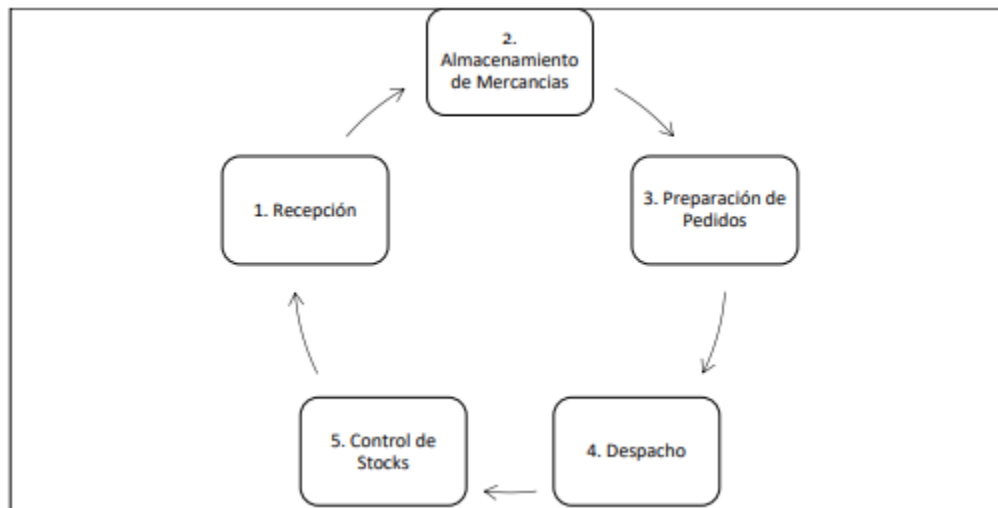 2.
Almacenamiento
de Mercancias
1. Recepción
3. Preparación de
Pedidos
5. Control de
Stocks
4. Despacho